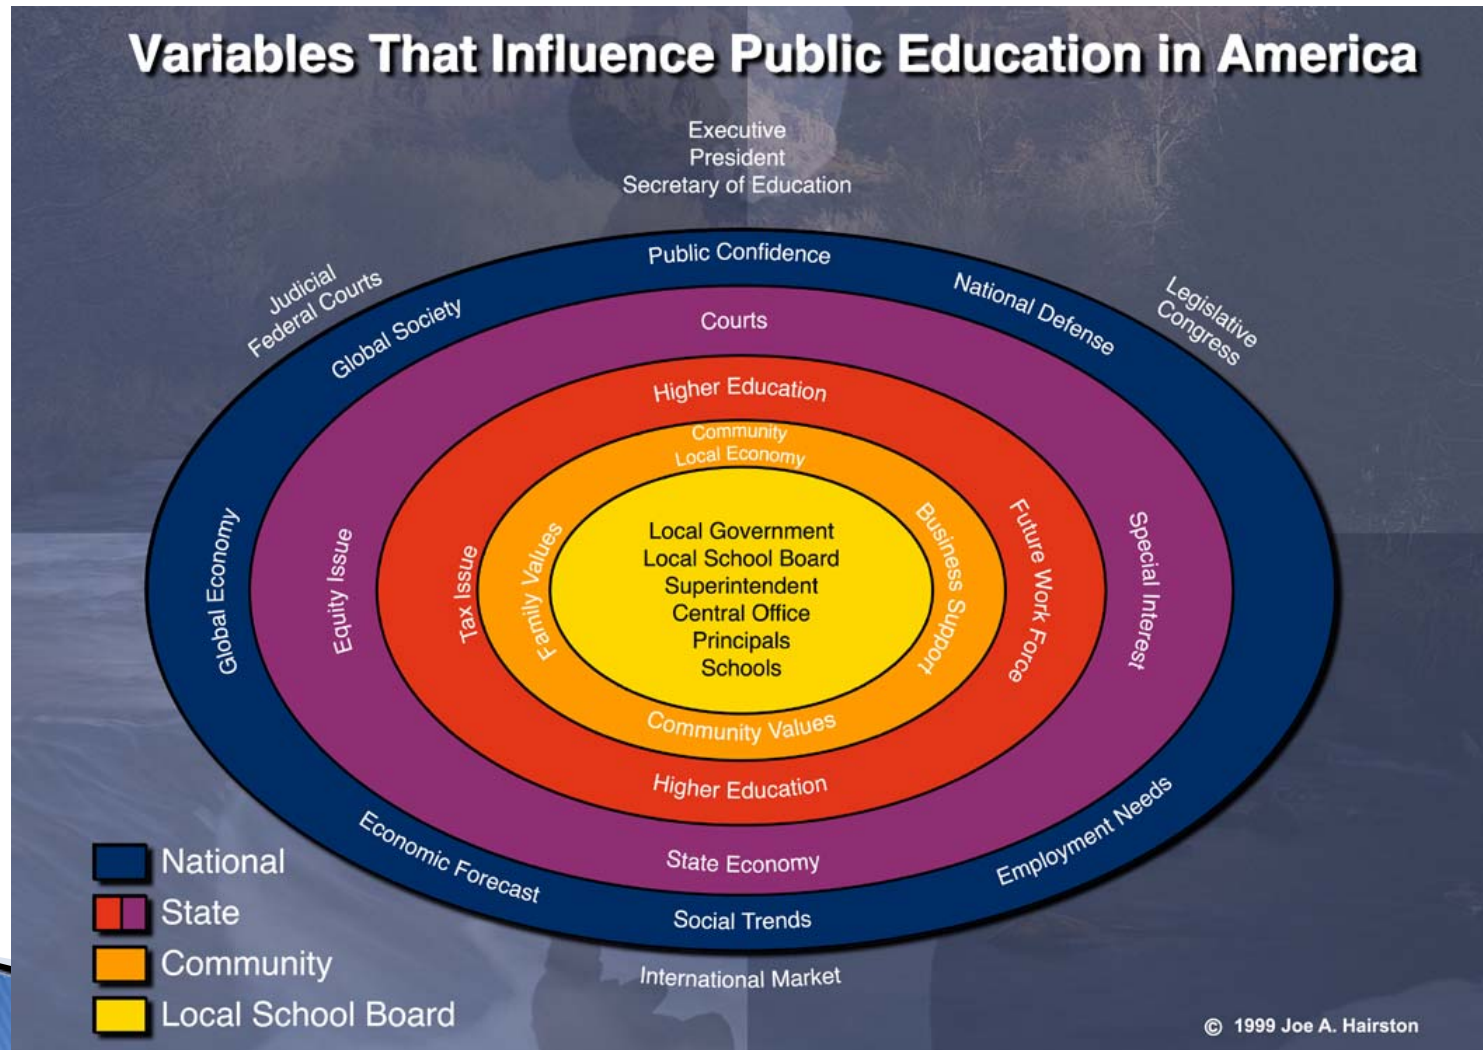 Variables That Influence Public Education in America
Executive
President
Secretary of Education
Judicial
Federal Courts
Legislative
Congress
Public Confidence
Global Society
National Defense
Courts
Higher Education
Community
Local Economy
Global Economy
Equity Issue
Tax Issue
Family Values
Local Government
Local School Board
Superintendent
Central Office
Principals
Schools
Business Support
Future Work Force
Special Interest
Community Values
Higher Education
State Economy
Economic Forecast
Employment Needs
Social Trends
International Market
National
State
Community
Local School Board
© 1999 Joe A. Hairston